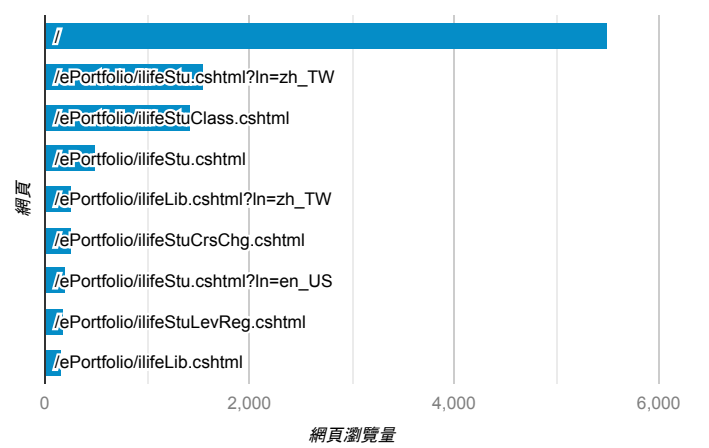 /
/ePortfolio/ilifeStu.cshtml?ln=zh_TW
/ePortfolio/ilifeStuClass.cshtml
/ePortfolio/ilifeStu.cshtml
/ePortfolio/ilifeLib.cshtml?ln=zh_TW
/ePortfolio/ilifeStuCrsChg.cshtml
/ePortfolio/ilifeStu.cshtml?ln=en_US
/ePortfolio/ilifeStuLevReg.cshtml
/ePortfolio/ilifeLib.cshtml
網頁
0 2,000 4,000 6,000
網頁瀏覽量